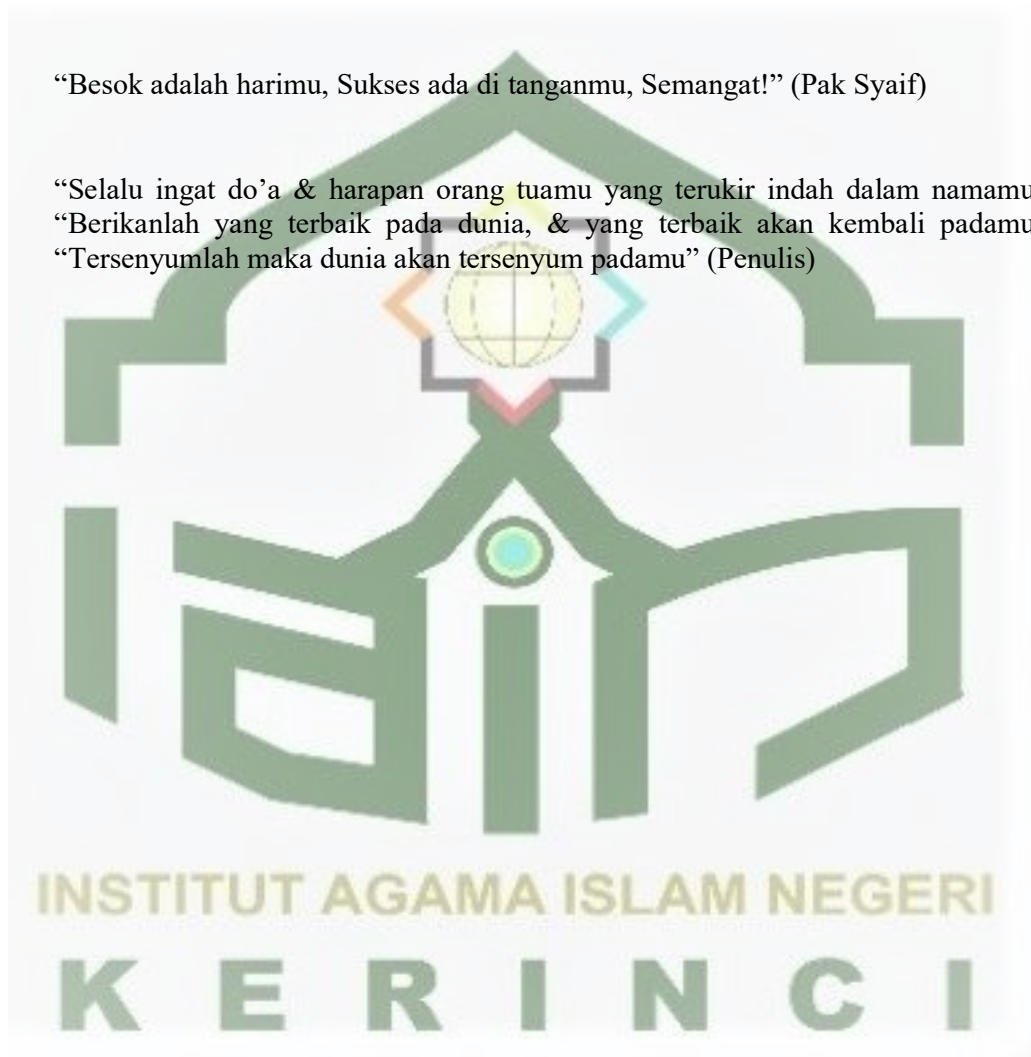 “Besok adalah harimu, Sukses ada di tanganmu, Semangat!” (Pak Syaif)
“Selalu ingat do’a & harapan orang tuamu yang terukir indah dalam namamu
“Berikanlah yang terbaik pada dunia, & yang terbaik akan kembali padamu
“Tersenyumlah maka dunia akan tersenyum padamu” (Penulis)
iain
INSTITUT AGAMA ISLAM NEGERI
KERINCI